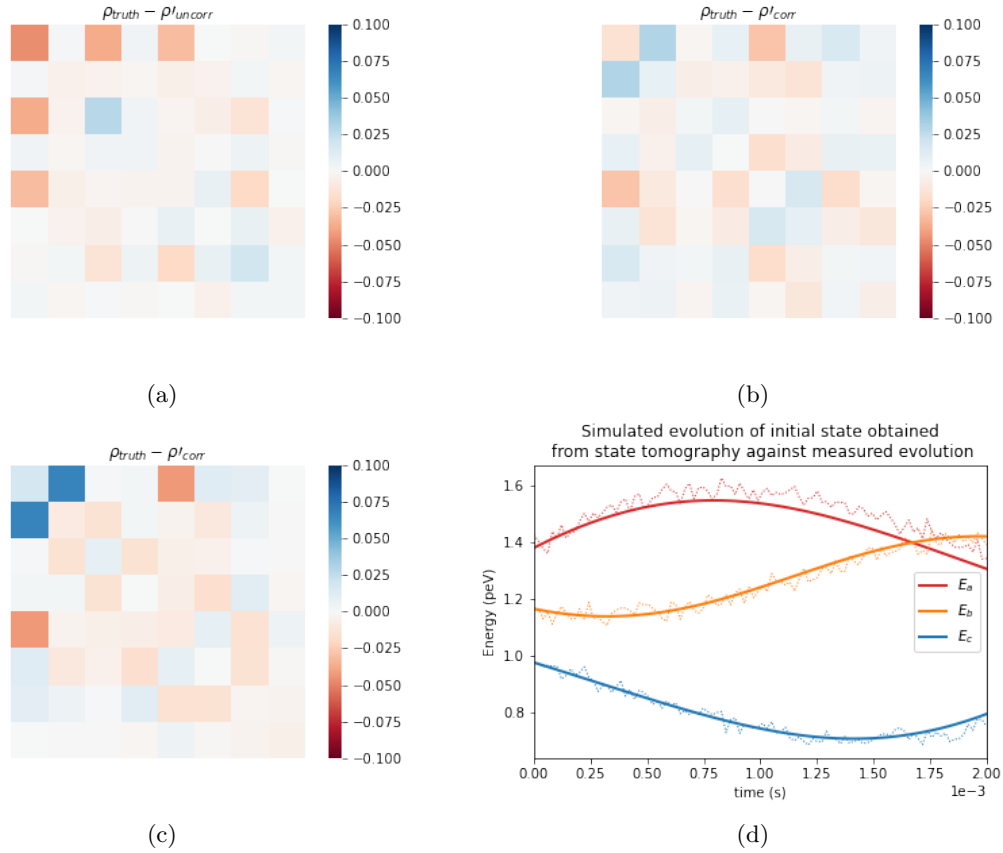 ρtruth − ρ′uncorr
0.100
0.075
0.050
0.025
0.000
−0.025
−0.050
−0.075
−0.100
(a)
ρtruth − ρ′corr
0.100
0.075
0.050
0.025
0.000
−0.025
−0.050
−0.075
−0.100
(b)
ρtruth − ρ′corr
0.100
0.075
0.050
0.025
0.000
−0.025
−0.050
−0.075
−0.100
(c)
Simulated evolution of initial state obtained
from state tomography against measured evolution
Energy (peV)
1.6
1.4
1.2
1.0
0.8
Ea
Eb
Ec
0.00 0.25 0.50 0.75 1.00 1.25 1.50 1.75 2.00
time (s)
1e−3
(d)